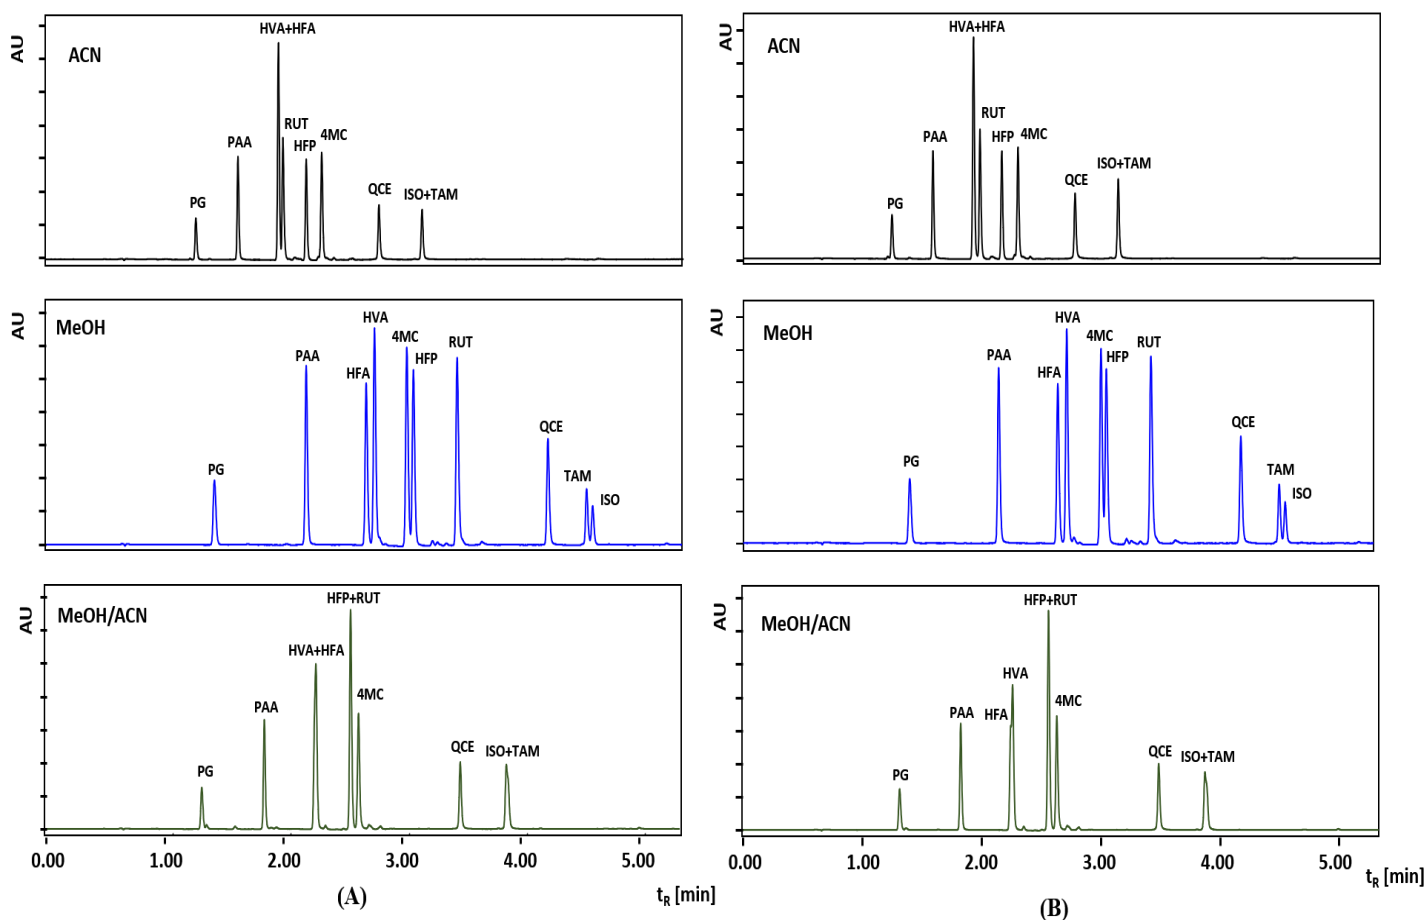 AU
ACN
PG
PAA
HVA+HFA
RUT
HFP
4MC
QCE
ISO+TAM
AU
MeOH
PG
PAA
HFA
HVA
4MC
HFP
RUT
QCE
TAM
ISO
AU
MeOH/ACN
PG
PAA
HVA+HFA
HFP+RUT
4MC
QCE
ISO+TAM
0.00 1.00 2.00 3.00 4.00 5.00
tR [min]
(A)
AU
ACN
PG
PAA
HVA+HFA
RUT
HFP
4MC
QCE
ISO+TAM
AU
MeOH
PG
PAA
HFA
HVA
4MC
HFP
RUT
QCE
TAM
ISO
AU
MeOH/ACN
PG
PAA
HFA
HVA
HFP+RUT
4MC
QCE
ISO+TAM
0.00 1.00 2.00 3.00 4.00 5.00
tR [min]
(B)